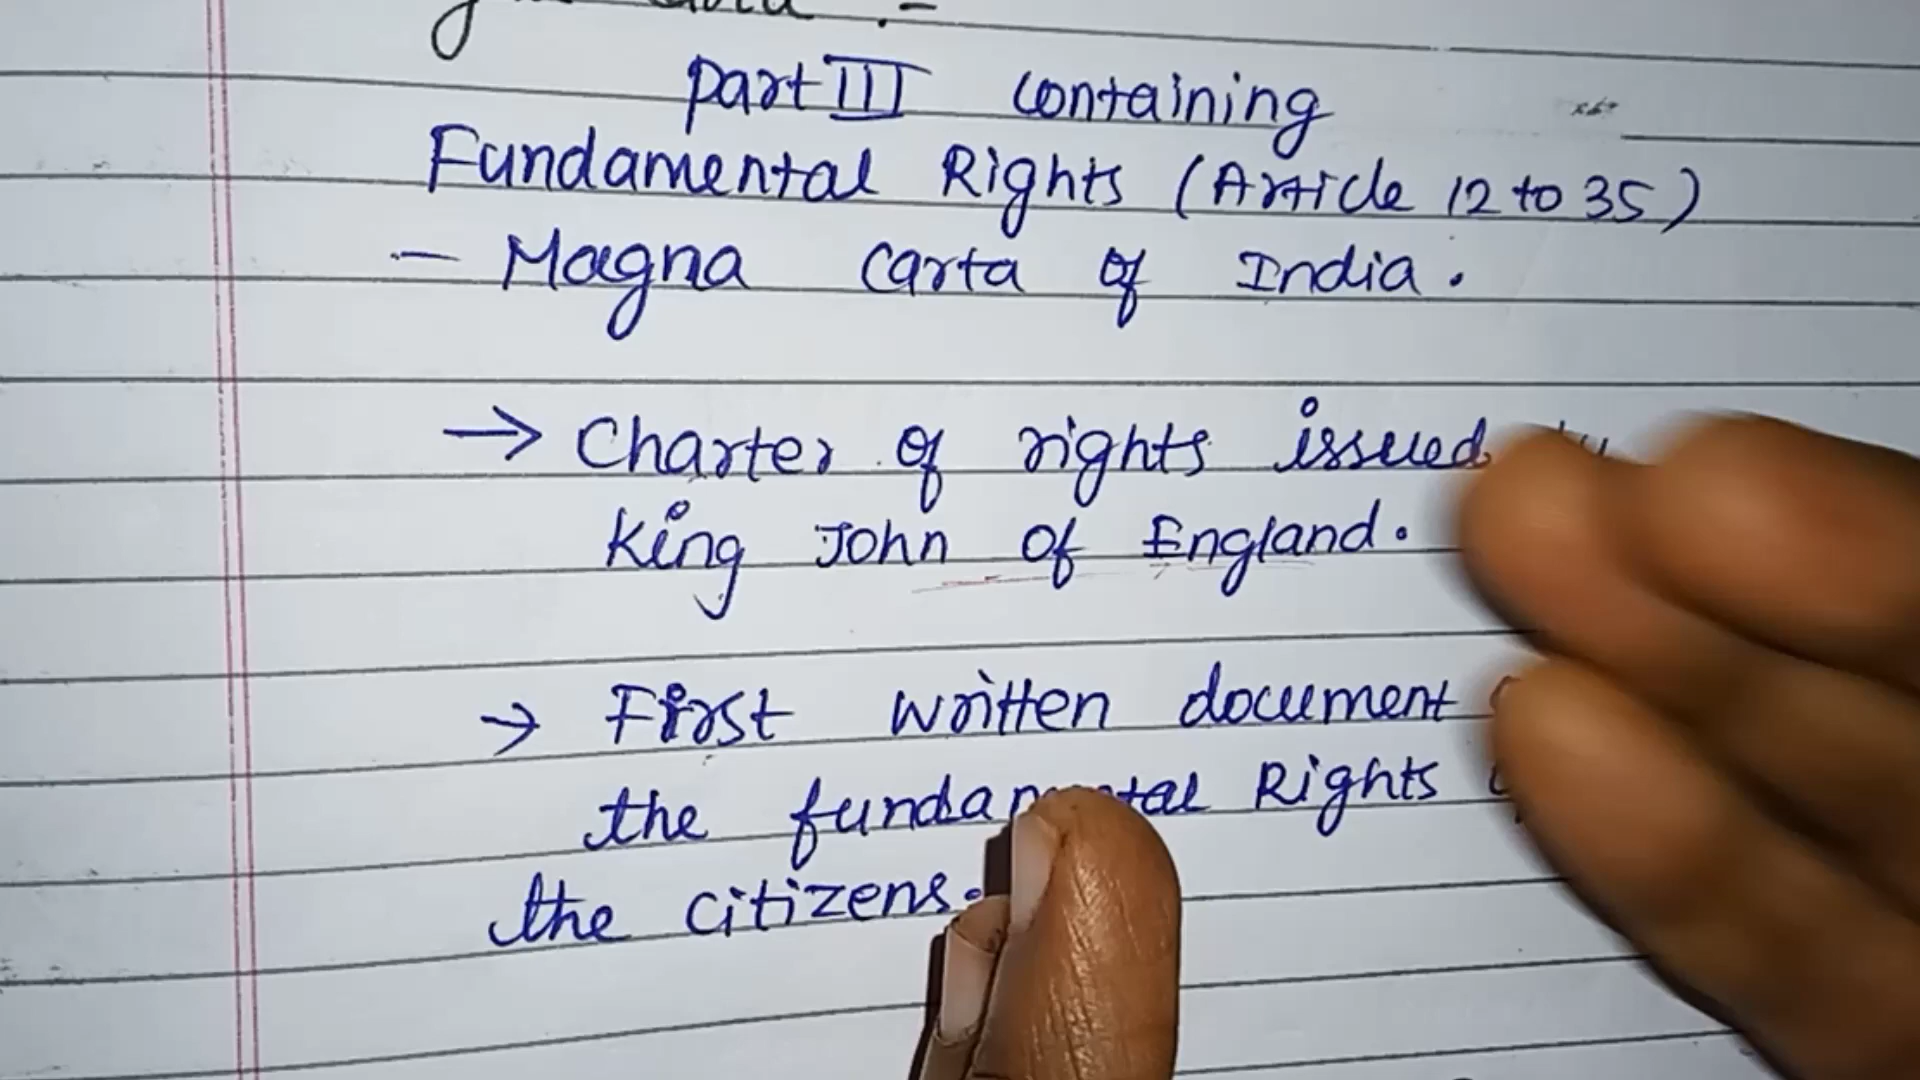 Part III containing
Fundamental Rights (Article 12 to 35)
- Magna Carta of India.
→ Charter of rights issued
King John of England.
→ First written document
the fundamental Rights
the citizens.